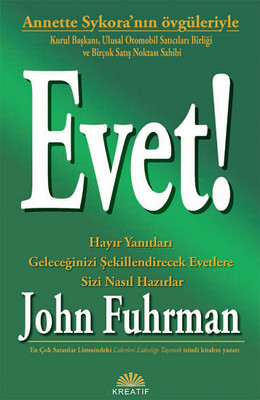 Annette Sykora'nın övgüleriyle
Kurul Başkanı, Ulusal Otomobil Satıcıları Birliği
ve Birçok Satış Noktası Sahibi
Evet!
Hayır Yanıtları
Geleceğinizi Şekillendirecek Evetlere
Sizi Nasıl Hazırlar
John Fuhrman
En Çok Satanlar Listesindeki Liderleri Liderliğe Taşımak isimli kitabın yazarı
KREATİF